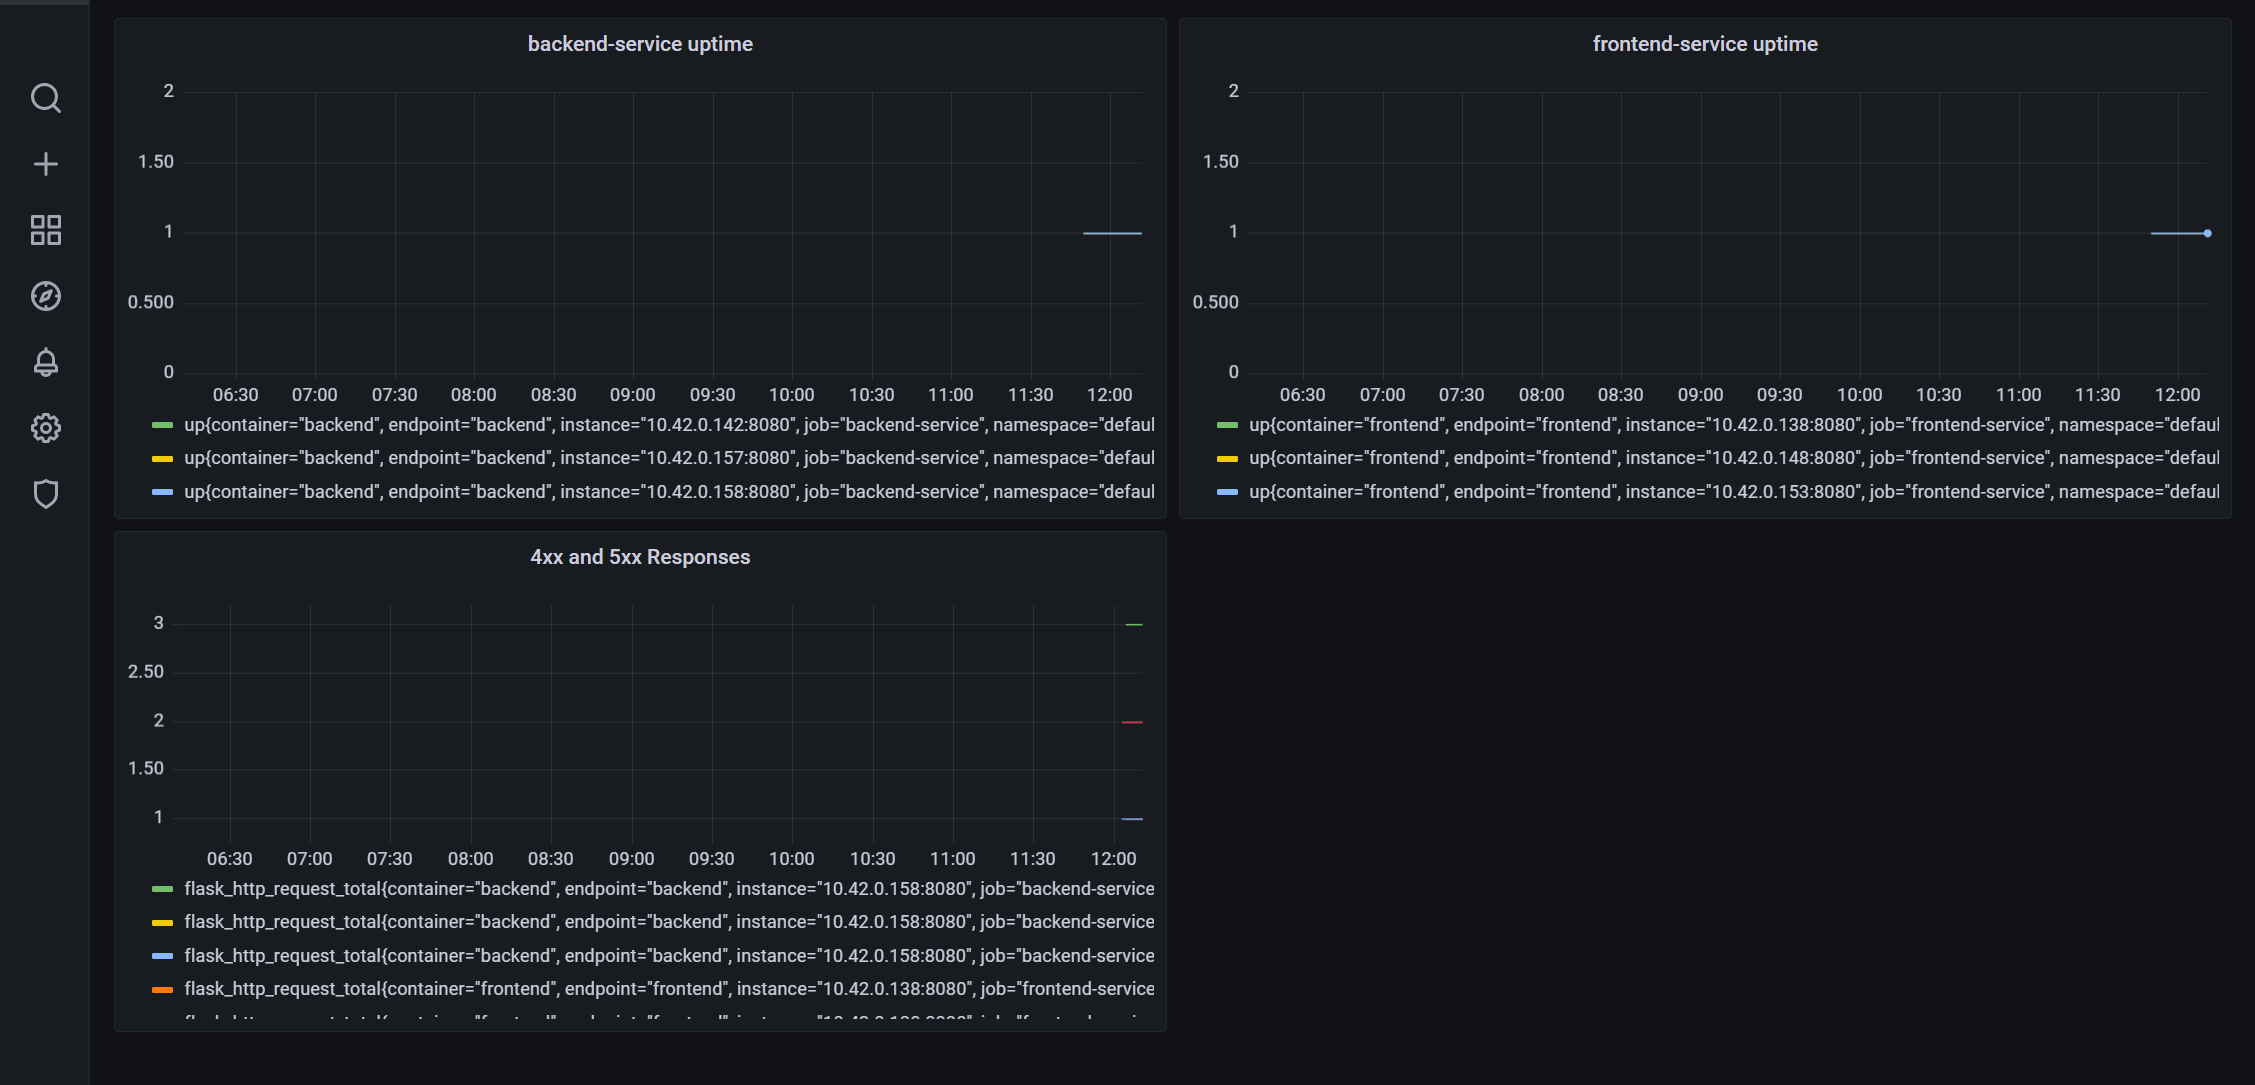 backend-service uptime
2
1.50
1
0.500
0
06:30 07:00 07:30 08:00 08:30 09:00 09:30 10:00 10:30 11:00 11:30 12:00
up{container="backend", endpoint="backend", instance="10.42.0.142:8080", job="backend-service", namespace="defaul
up{container="backend", endpoint="backend", instance="10.42.0.157:8080", job="backend-service", namespace="defaul
up{container="backend", endpoint="backend", instance="10.42.0.158:8080", job="backend-service", namespace="defaul
frontend-service uptime
2
1.50
1
0.500
0
06:30 07:00 07:30 08:00 08:30 09:00 09:30 10:00 10:30 11:00 11:30 12:00
up{container="frontend", endpoint="frontend", instance="10.42.0.138:8080", job="frontend-service", namespace="defaul
up{container="frontend", endpoint="frontend", instance="10.42.0.148:8080", job="frontend-service", namespace="defaul
up{container="frontend", endpoint="frontend", instance="10.42.0.153:8080", job="frontend-service", namespace="defaul
4xx and 5xx Responses
3
2.50
2
1.50
1
06:30 07:00 07:30 08:00 08:30 09:00 09:30 10:00 10:30 11:00 11:30 12:00
flask_http_request_total{container="backend", endpoint="backend", instance="10.42.0.158:8080", job="backend-service
flask_http_request_total{container="backend", endpoint="backend", instance="10.42.0.158:8080", job="backend-service
flask_http_request_total{container="backend", endpoint="backend", instance="10.42.0.158:8080", job="backend-service
flask_http_request_total{container="frontend", endpoint="frontend", instance="10.42.0.138:8080", job="frontend-service